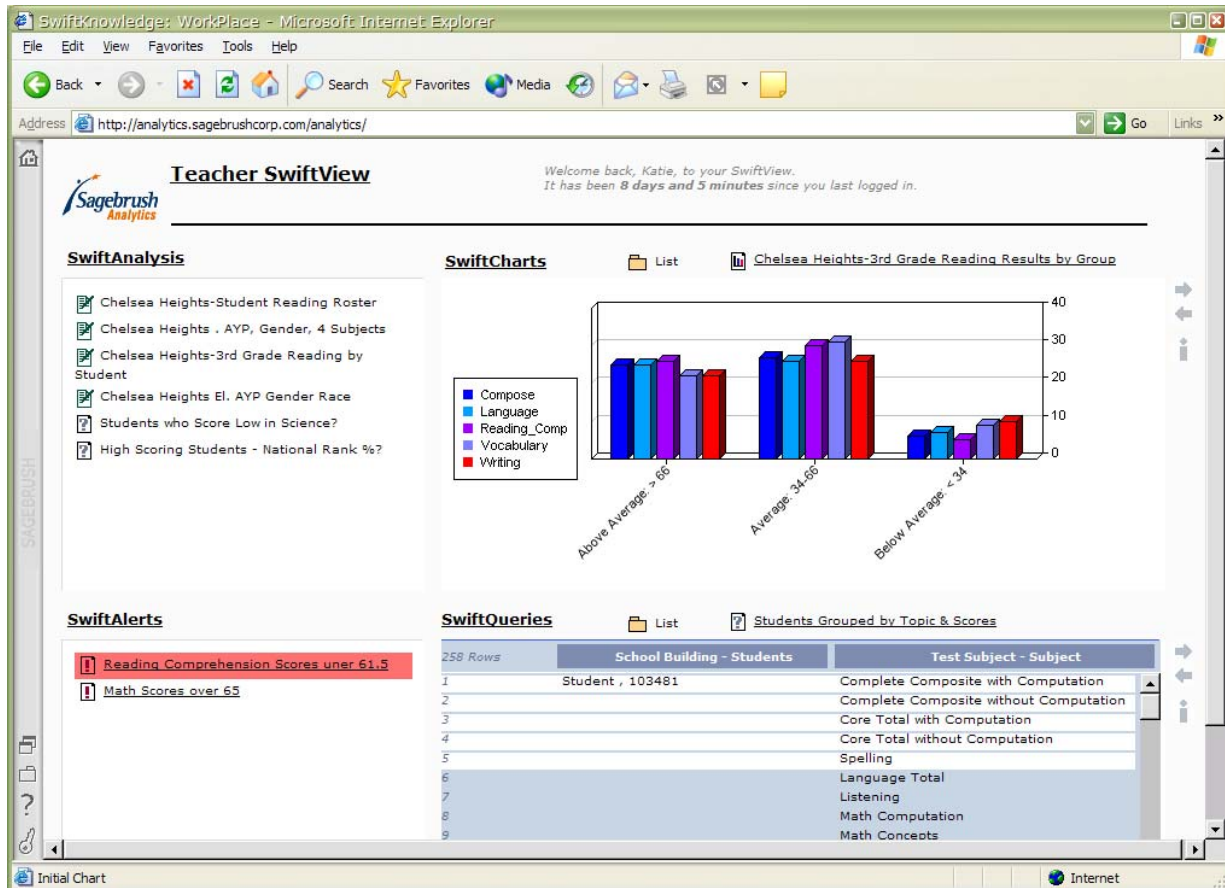 SwiftKnowledge: WorkPlace - Microsoft Internet Explorer
File Edit View Favorites Tools Help
Back Search Favorites Media
Address http://analytics.sagebrushcorp.com/analytics/ Go Links »
Sagebrush
Analytics
Teacher SwiftView
Welcome back, Katie, to your SwiftView.
It has been 8 days and 5 minutes since you last logged in.
SAGEBRUSH
SwiftAnalysis
Chelsea Heights-Student Reading Roster
Chelsea Heights . AYP, Gender, 4 Subjects
Chelsea Heights-3rd Grade Reading by
Student
Chelsea Heights El. AYP Gender Race
Students who Score Low in Science?
High Scoring Students - National Rank %?
SwiftCharts List Chelsea Heights-3rd Grade Reading Results by Group
Compose
Language
Reading_Comp
Vocabulary
Writing
40
30
20
10
0
Above Average: > 66
Average: 34-66
Below Average: < 34
SwiftAlerts
Reading Comprehension Scores uner 61.5
Math Scores over 65
SwiftQueries List Students Grouped by Topic & Scores
258 Rows School Building - Students Test Subject - Subject
1 Student , 103481 Complete Composite with Computation
2 Complete Composite without Computation
3 Core Total with Computation
4 Core Total without Computation
5 Spelling
6 Language Total
7 Listening
8 Math Computation
9 Math Concepts
Initial Chart Internet